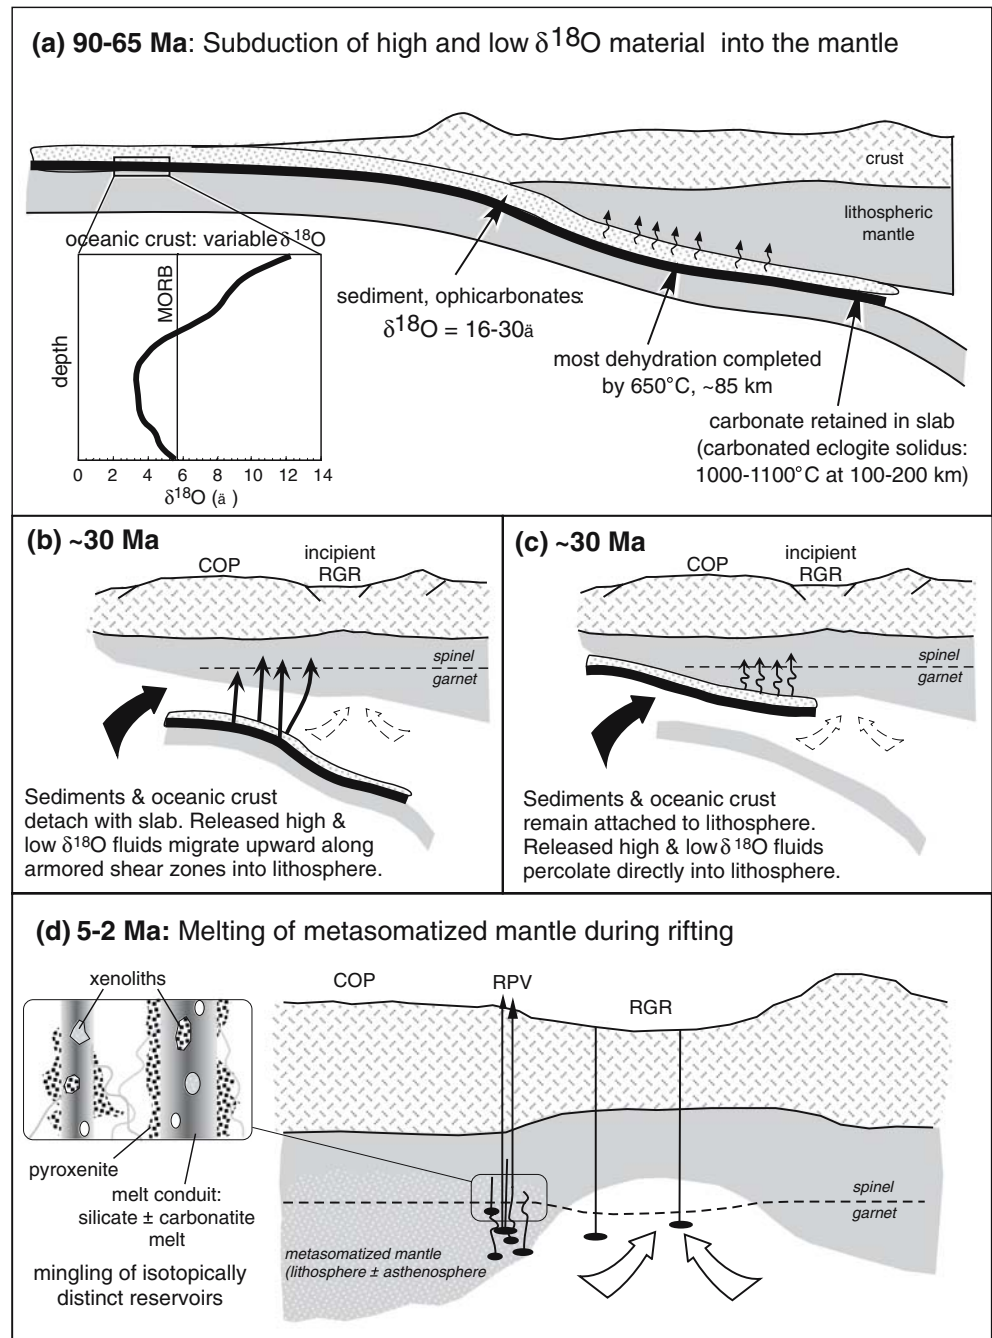 (a) 90-65 Ma: Subduction of high and low δ18O material into the mantle
crust
lithospheric
mantle
oceanic crust: variable δ18O
MORB
depth
0 2 4 6 8 10 12 14
δ18O (ä )
sediment, ophicarbonates:
δ18O = 16-30ä
most dehydration completed
by 650°C, ~85 km
carbonate retained in slab
(carbonated eclogite solidus:
1000-1100°C at 100-200 km)
(b) ~30 Ma
COP
incipient
RGR
spinel
garnet
Sediments & oceanic crust
detach with slab. Released high &
low δ18O fluids migrate upward along
armored shear zones into lithosphere.
(c) ~30 Ma
COP
incipient
RGR
spinel
garnet
Sediments & oceanic crust
remain attached to lithosphere.
Released high & low δ18O fluids
percolate directly into lithosphere.
(d) 5-2 Ma: Melting of metasomatized mantle during rifting
xenoliths
pyroxenite
melt conduit:
silicate ± carbonatite
melt
mingling of isotopically
distinct reservoirs
COP
RPV
RGR
spinel
garnet
metasomatized mantle
(lithosphere ± asthenosphere